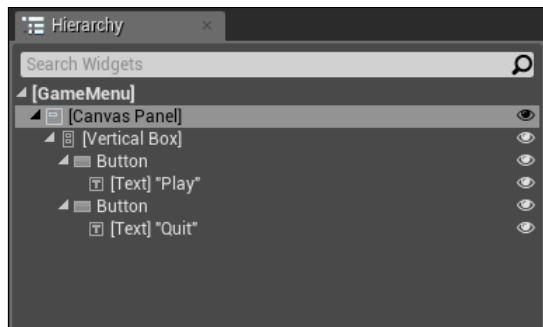 Hierarchy
Search Widgets
[GameMenu]
[Canvas Panel]
[Vertical Box]
Button
[Text] "Play"
Button
[Text] "Quit"